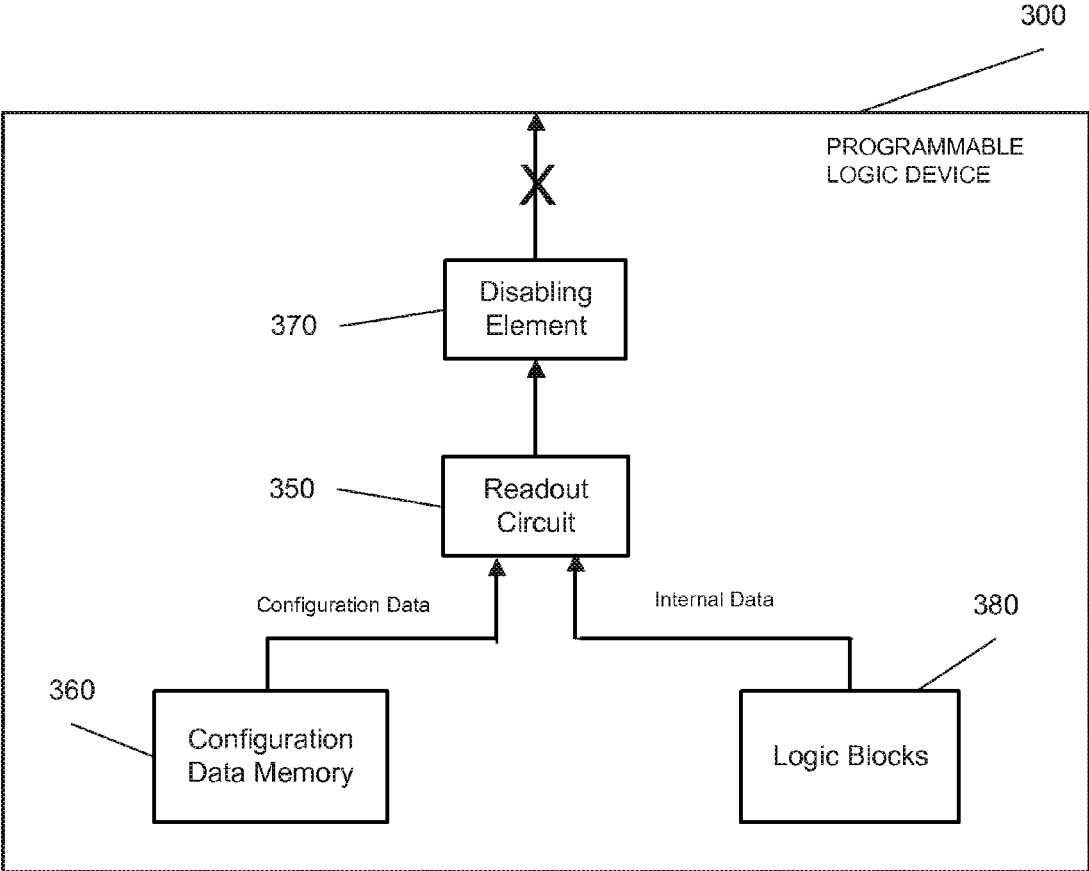 300
PROGRAMMABLE
LOGIC DEVICE
X
Disabling
Element
370
350
Readout
Circuit
Configuration Data
Internal Data
380
360
Configuration
Data Memory
Logic Blocks